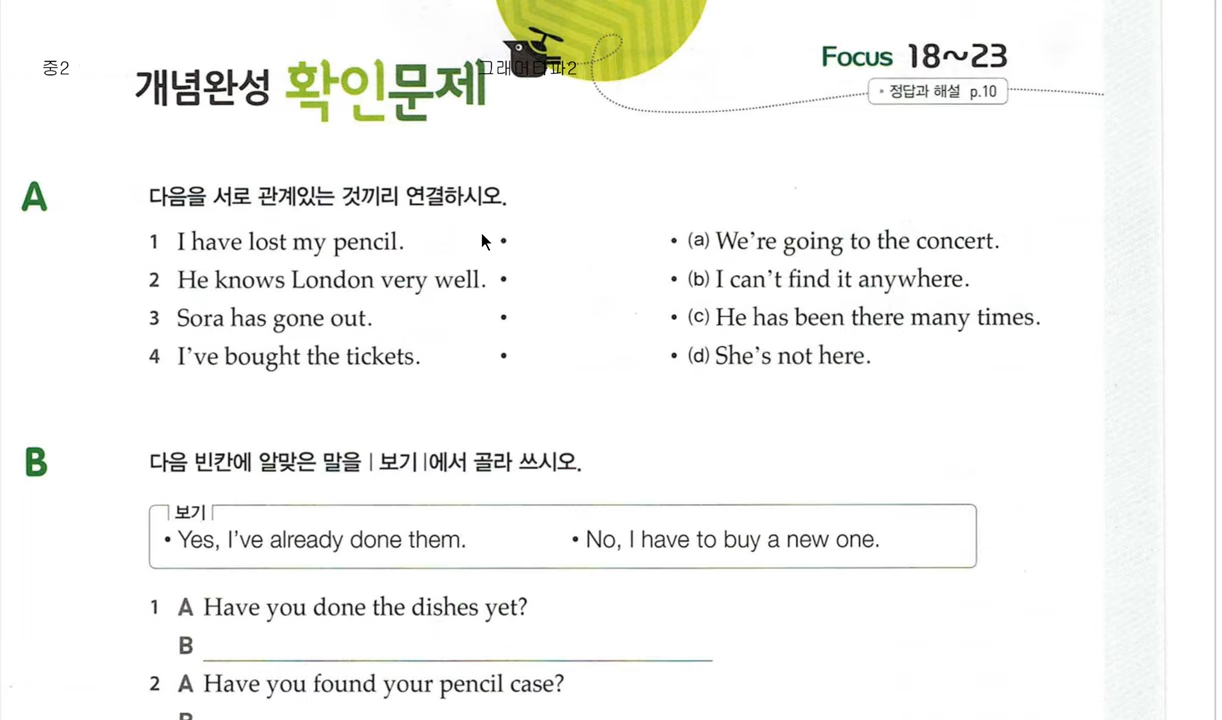 중2
개념완성 확인문제
그래머타파2
Focus 18~23
• 정답과 해설 p.10
A 다음을 서로 관계있는 것끼리 연결하시오.
1 I have lost my pencil. • • (a) We're going to the concert.
2 He knows London very well. • • (b) I can't find it anywhere.
3 Sora has gone out. • • (c) He has been there many times.
4 I've bought the tickets. • • (d) She's not here.
B 다음 빈칸에 알맞은 말을 | 보기 |에서 골라 쓰시오.
| 보기 |
• Yes, I've already done them. • No, I have to buy a new one.
1 A Have you done the dishes yet?
B
2 A Have you found your pencil case?
B